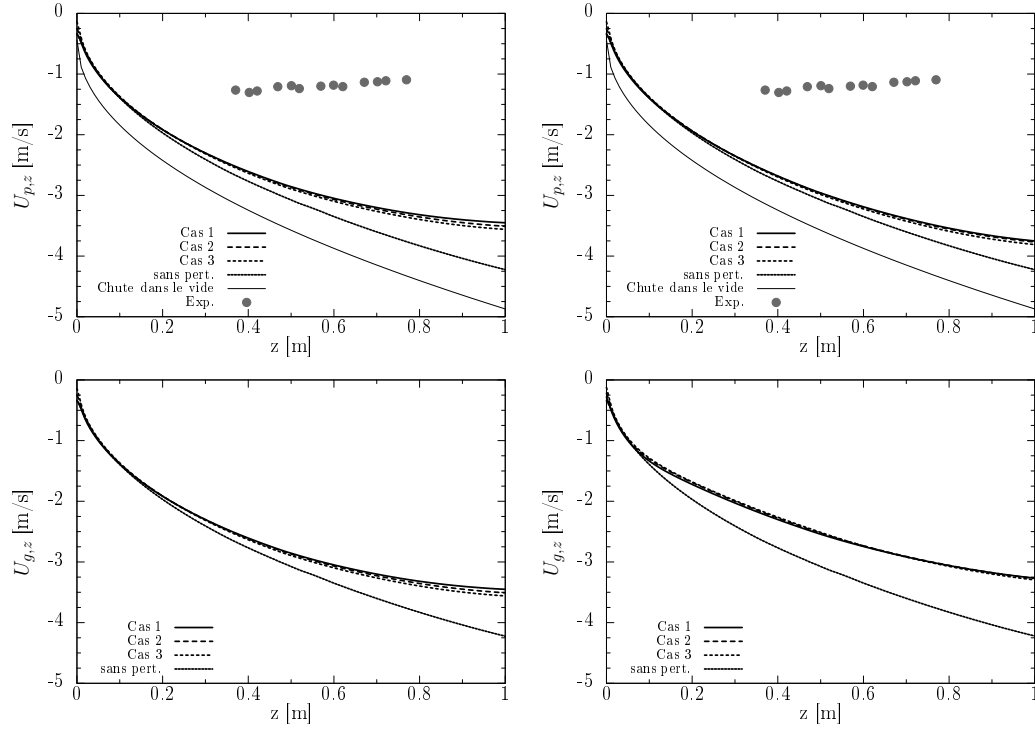 0
-1
-2
-3
-4
-5
U_{p,z} [m/s]
Cas 1
Cas 2
Cas 3
sans pert.
Chute dans le vide
Exp.
0 0.2 0.4 0.6 0.8 1
z [m]
0
-1
-2
-3
-4
-5
U_{p,z} [m/s]
Cas 1
Cas 2
Cas 3
sans pert.
Chute dans le vide
Exp.
0 0.2 0.4 0.6 0.8 1
z [m]
0
-1
-2
-3
-4
-5
U_{g,z} [m/s]
Cas 1
Cas 2
Cas 3
sans pert.
0 0.2 0.4 0.6 0.8 1
z [m]
0
-1
-2
-3
-4
-5
U_{g,z} [m/s]
Cas 1
Cas 2
Cas 3
sans pert.
0 0.2 0.4 0.6 0.8 1
z [m]